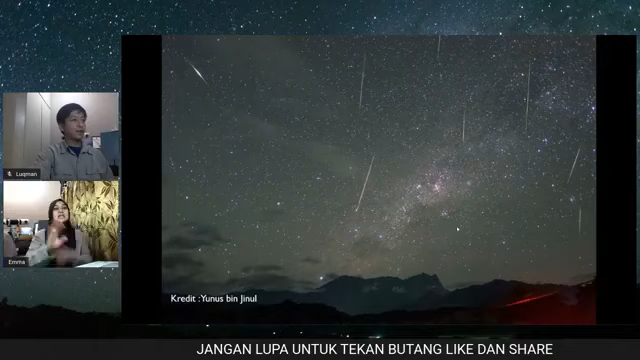 Luqman
Emma
Kredit :Yunus bin Jinul
JANGAN LUPA UNTUK TEKAN BUTANG LIKE DAN SHARE